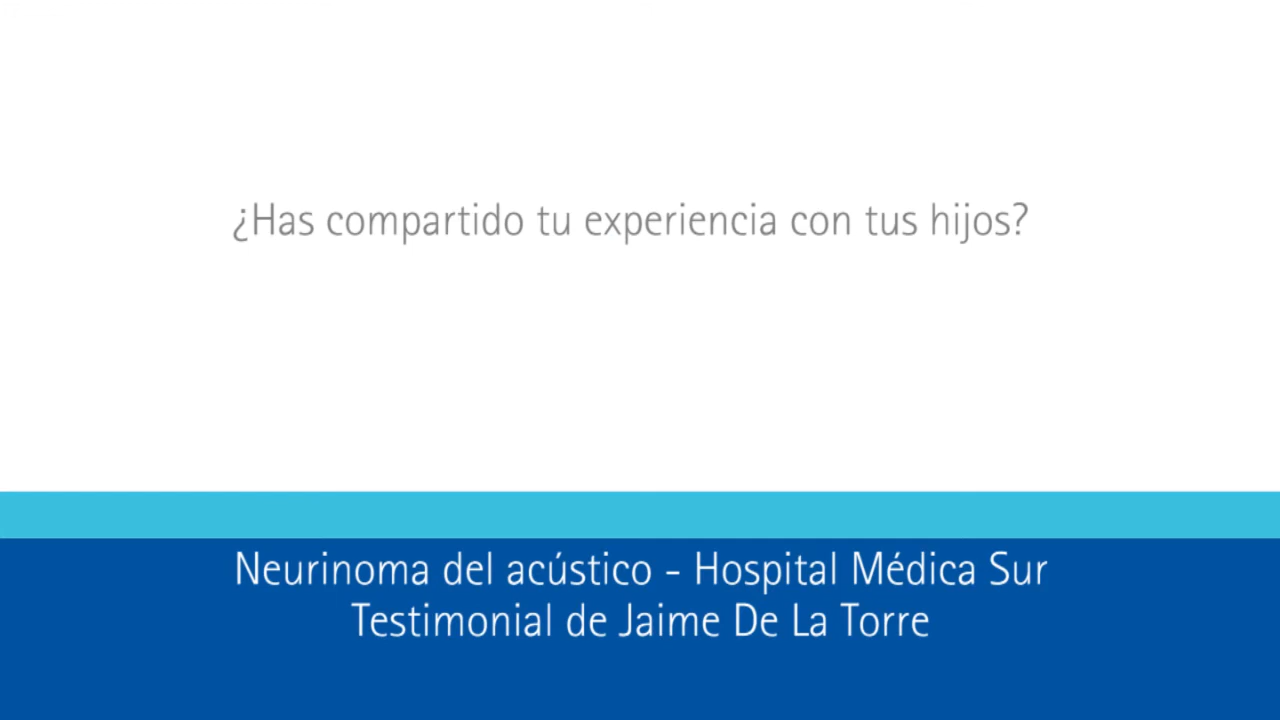 ¿Has compartido tu experiencia con tus hijos?
Neurinoma del acústico - Hospital Médica Sur
Testimonial de Jaime De La Torre